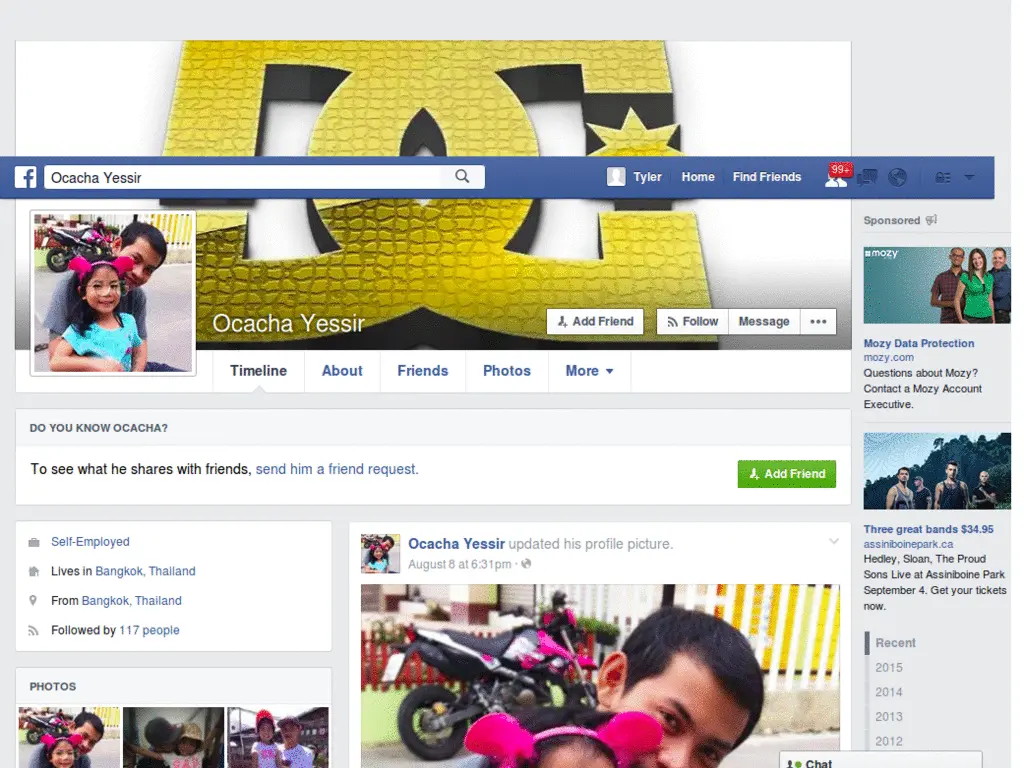 Ocacha Yessir
Tyler
Home
Find Friends
99+
Ocacha Yessir
Add Friend
Follow
Message
Timeline
About
Friends
Photos
More
DO YOU KNOW OCACHA?
To see what he shares with friends, send him a friend request.
Add Friend
Self-Employed
Lives in Bangkok, Thailand
From Bangkok, Thailand
Followed by 117 people
PHOTOS
Ocacha Yessir updated his profile picture.
August 8 at 6:31pm ·
Sponsored
mozy
Mozy Data Protection
mozy.com
Questions about Mozy?
Contact a Mozy Account
Executive.
Three great bands $34.95
assiniboinepark.ca
Hedley, Sloan, The Proud
Sons Live at Assiniboine Park
September 4. Get your tickets
now.
Recent
2015
2014
2013
2012
Chat